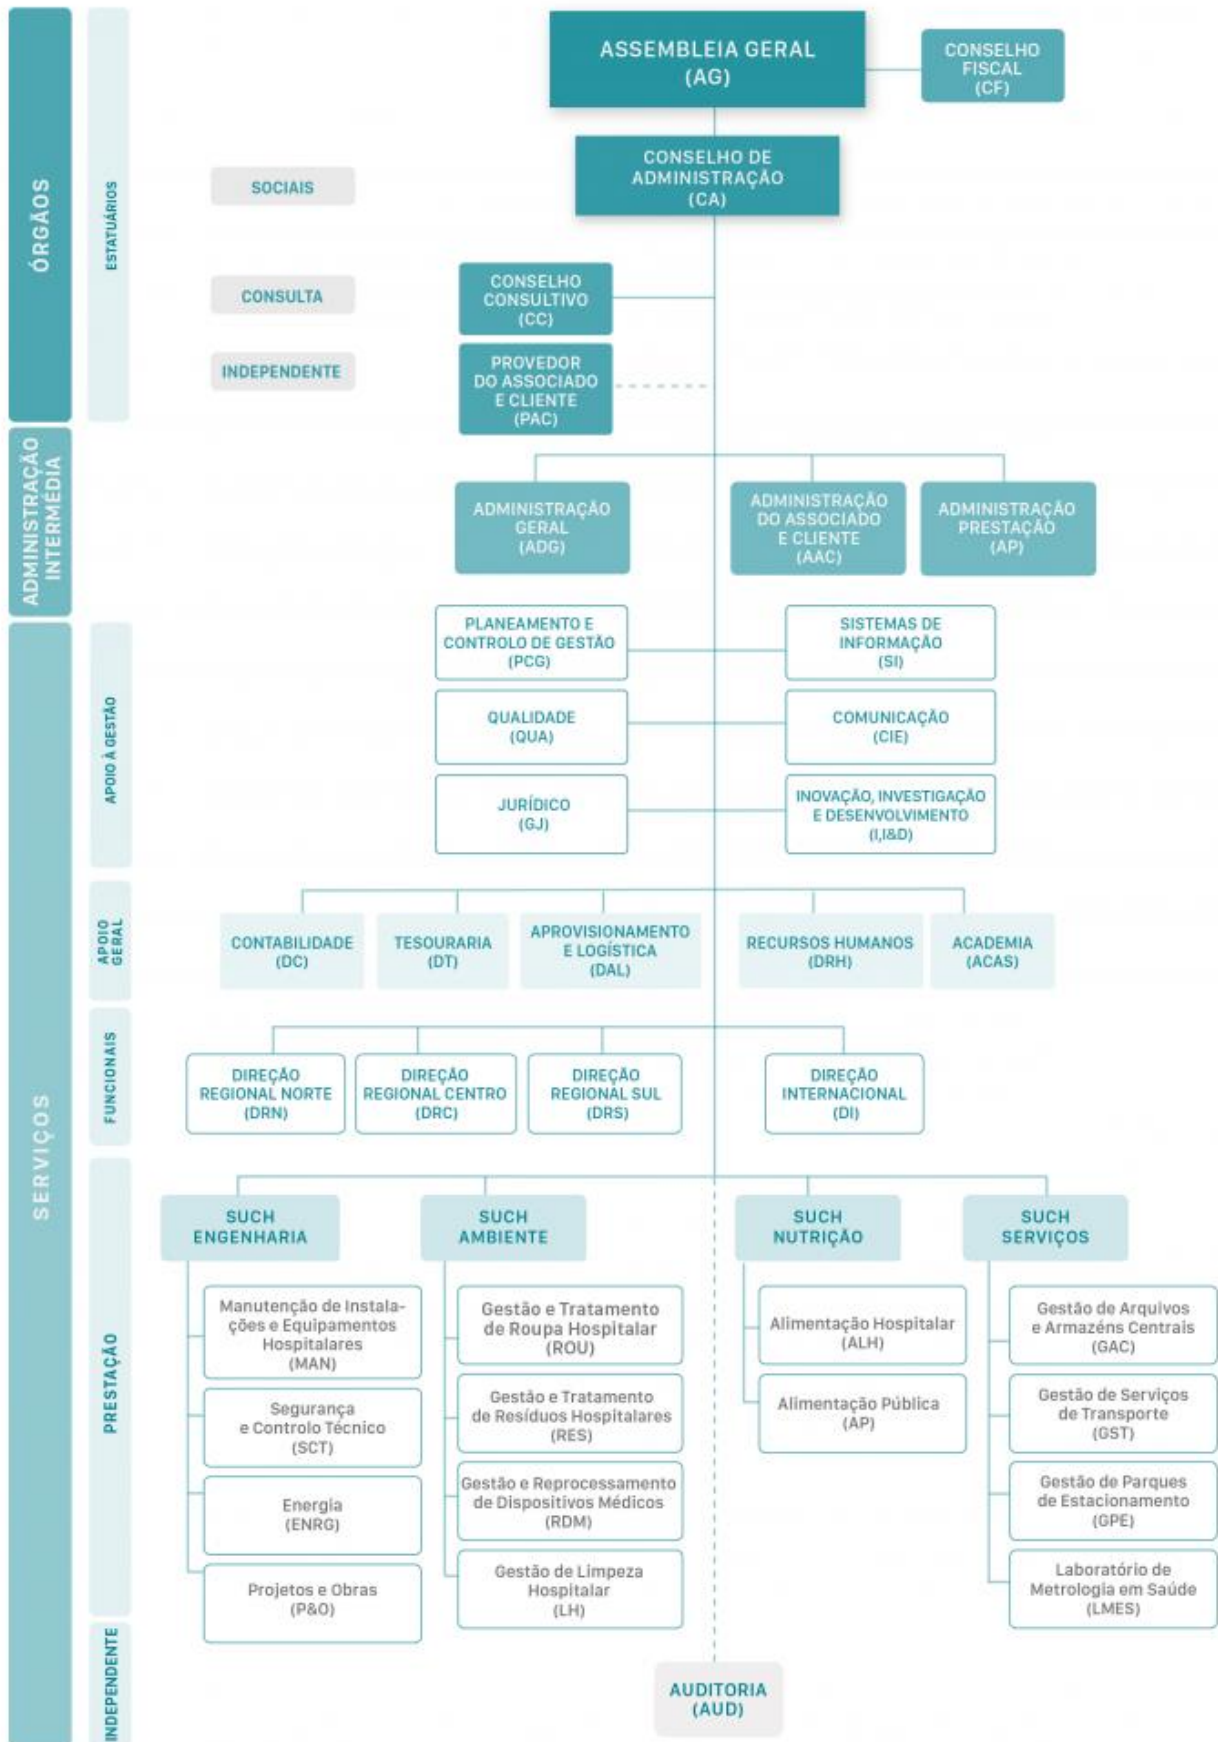 ASSEMBLEIA GERAL
(AG)
CONSELHO
FISCAL
(CF)
ÓRGÃOS
ESTATUÁRIOS
SOCIAIS
CONSELHO DE
ADMINISTRAÇÃO
(CA)
CONSULTA
CONSELHO
CONSULTIVO
(CC)
INDEPENDENTE
PROVEDOR
DO ASSOCIADO
E CLIENTE
(PAC)
ADMINISTRAÇÃO
INTERMÉDIA
ADMINISTRAÇÃO
GERAL
(ADG)
ADMINISTRAÇÃO
DO ASSOCIADO
E CLIENTE
(AAC)
ADMINISTRAÇÃO
PRESTAÇÃO
(AP)
SERVIÇOS
APOIO À GESTÃO
PLANEAMENTO E
CONTROLO DE GESTÃO
(PCG)
SISTEMAS DE
INFORMAÇÃO
(SI)
QUALIDADE
(QUA)
COMUNICAÇÃO
(CIE)
JURÍDICO
(GJ)
INOVAÇÃO, INVESTIGAÇÃO
E DESENVOLVIMENTO
(I,I&D)
APOIO
GERAL
CONTABILIDADE
(DC)
TESOURARIA
(DT)
APROVISIONAMENTO
E LOGÍSTICA
(DAL)
RECURSOS HUMANOS
(DRH)
ACADEMIA
(ACAS)
FUNCIONAIS
DIREÇÃO
REGIONAL NORTE
(DRN)
DIREÇÃO
REGIONAL CENTRO
(DRC)
DIREÇÃO
REGIONAL SUL
(DRS)
DIREÇÃO
INTERNACIONAL
(DI)
PRESTAÇÃO
SUCH
ENGENHARIA
Manutenção de Instala-
ções e Equipamentos
Hospitalares
(MAN)
Segurança
e Controlo Técnico
(SCT)
Energia
(ENRG)
Projetos e Obras
(P&O)
SUCH
AMBIENTE
Gestão e Tratamento
de Roupa Hospitalar
(ROU)
Gestão e Tratamento
de Resíduos Hospitalares
(RES)
Gestão e Reprocessamento
de Dispositivos Médicos
(RDM)
Gestão de Limpeza
Hospitalar
(LH)
SUCH
NUTRIÇÃO
Alimentação Hospitalar
(ALH)
Alimentação Pública
(AP)
SUCH
SERVIÇOS
Gestão de Arquivos
e Armazéns Centrais
(GAC)
Gestão de Serviços
de Transporte
(GST)
Gestão de Parques
de Estacionamento
(GPE)
Laboratório de
Metrologia em Saúde
(LMES)
INDEPENDENTE
AUDITORIA
(AUD)